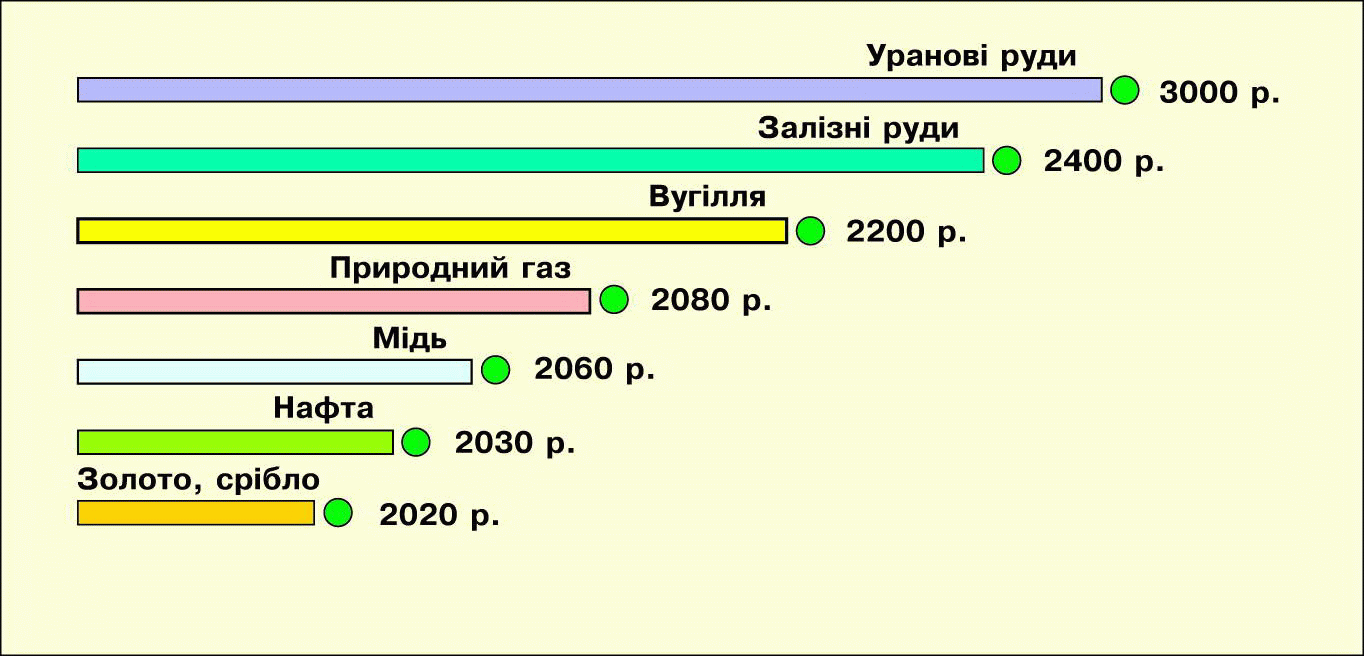 Уранові руди
3000 р.
Залізні руди
2400 р.
Вугілля
2200 р.
Природний газ
2080 р.
Мідь
2060 р.
Нафта
2030 р.
Золото, срібло
2020 р.